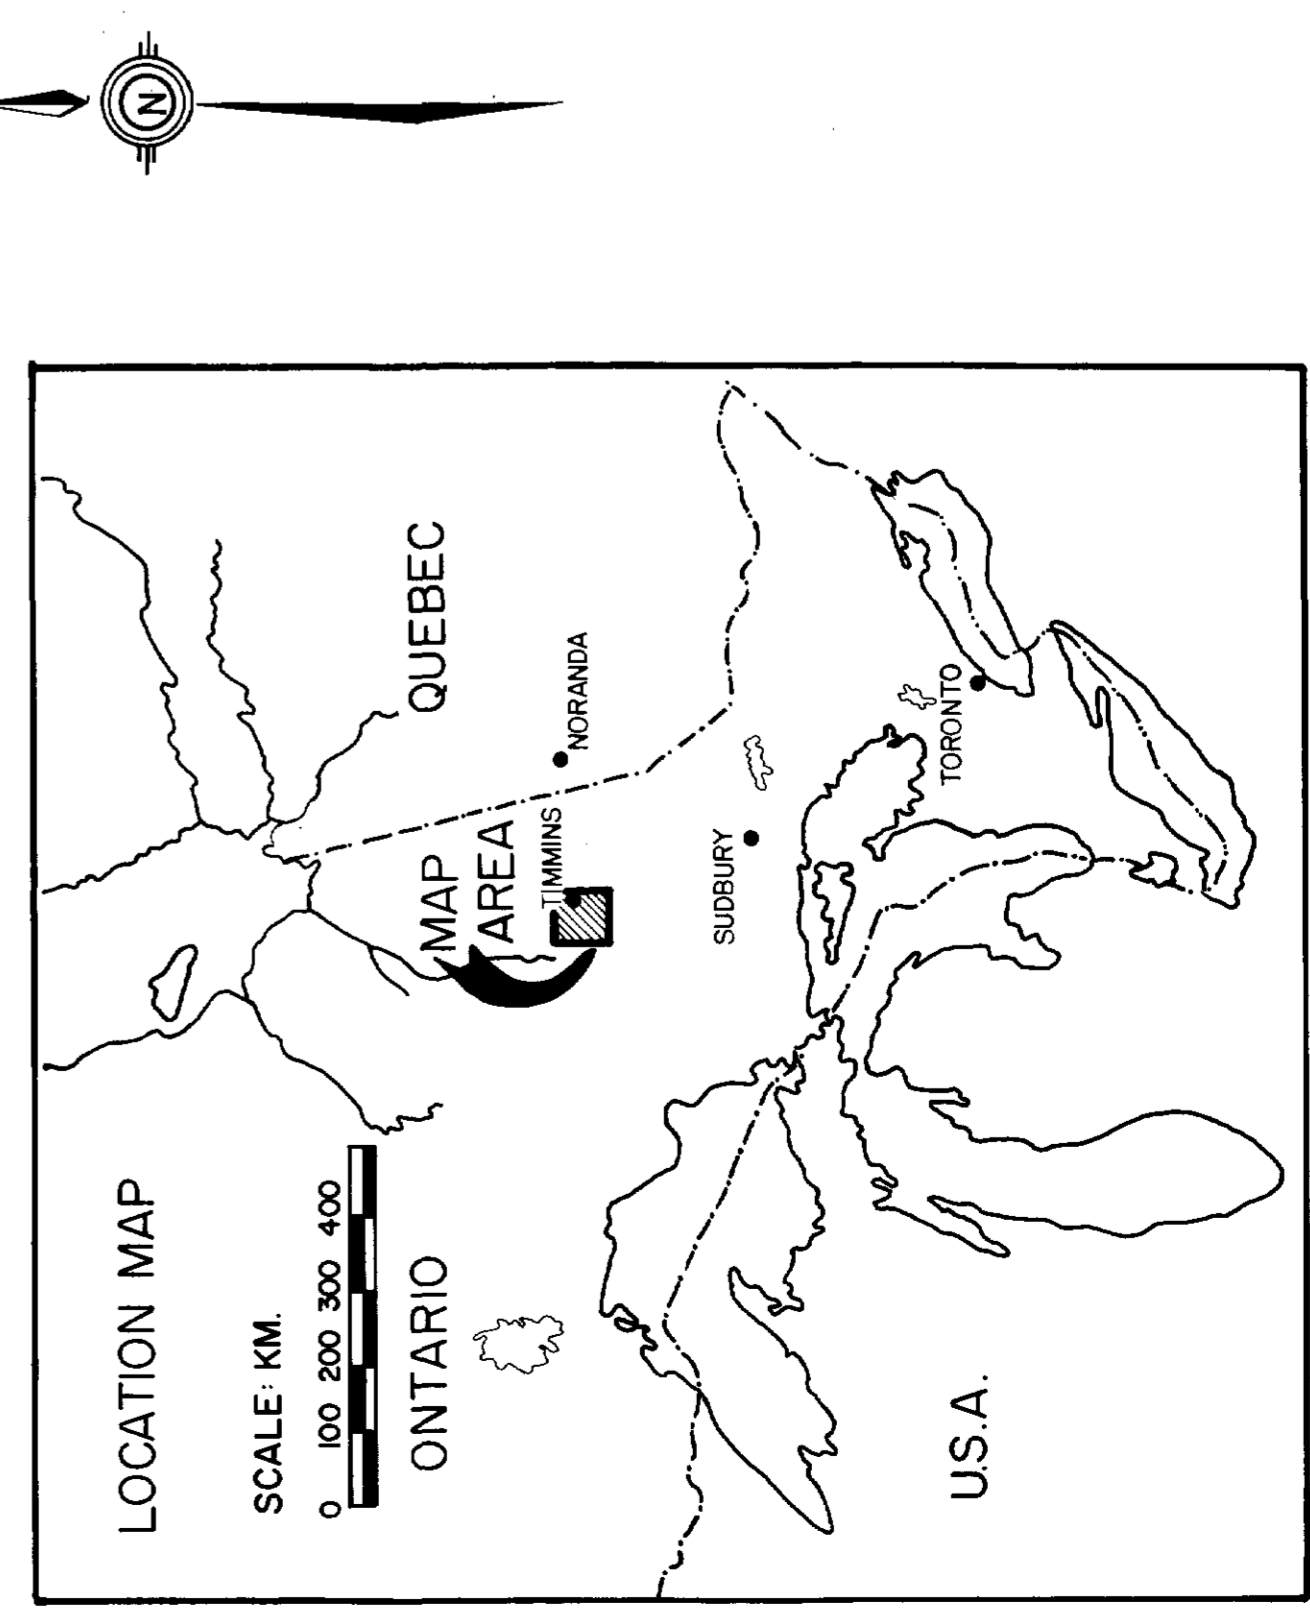 N
LOCATION MAP
SCALE: KM.
0 100 200 300 400
ONTARIO
QUEBEC
MAP
AREA
TIMMINS
NORANDA
SUDBURY
TORONTO
U.S.A.